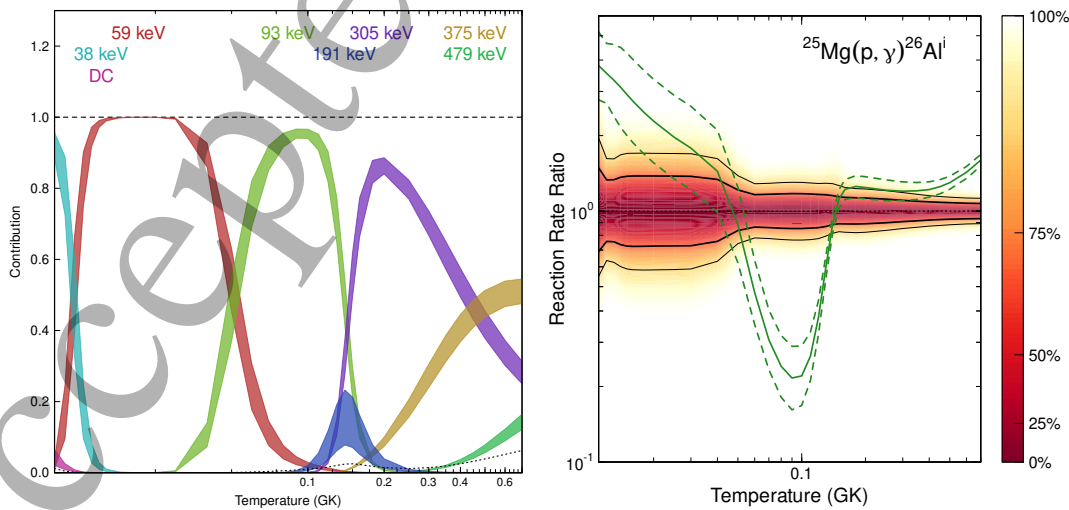 59 keV 93 keV 305 keV 375 keV
38 keV 191 keV 479 keV
DC
1.2
1.0
0.8
0.6
0.4
0.2
0.0
Contribution
0.1 0.2 0.3 0.4 0.6
Temperature (GK)
ccepte
25Mg(p, γ)26Ali
Reaction Rate Ratio
100
10-1
0.1
Temperature (GK)
100%
75%
50%
25%
0%